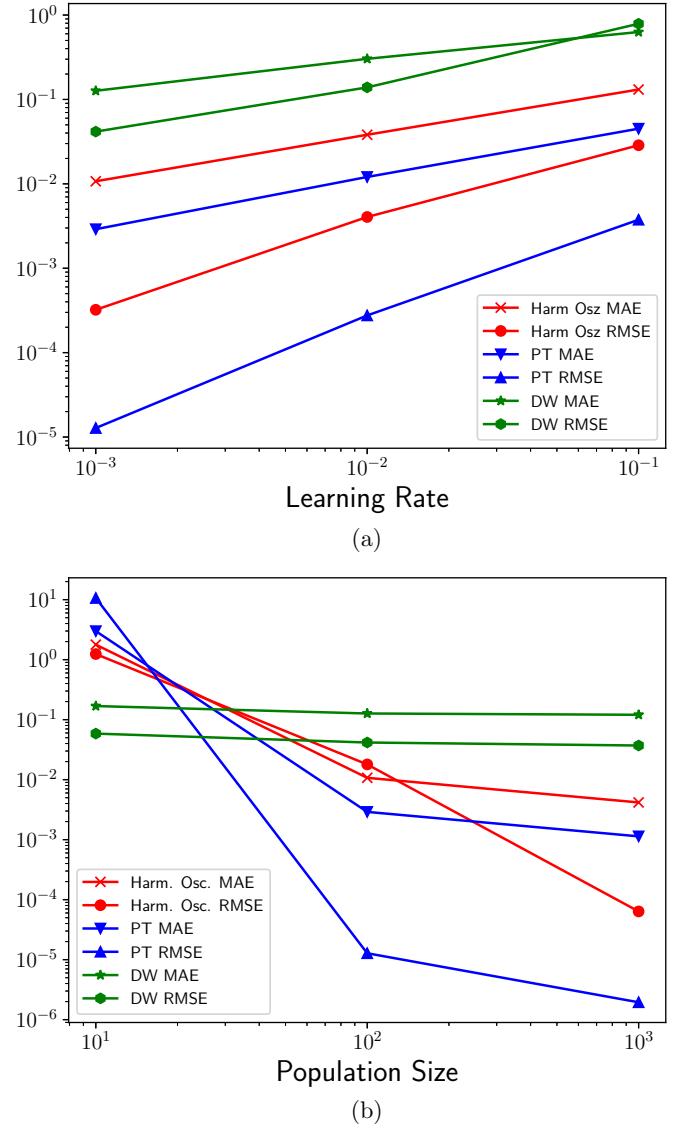 10^0
10^{-1}
10^{-2}
10^{-3}
10^{-4}
10^{-5}
Harm Osz MAE
Harm Osz RMSE
PT MAE
PT RMSE
DW MAE
DW RMSE
10^{-3} 10^{-2} 10^{-1}
Learning Rate
(a)
10^1
10^0
10^{-1}
10^{-2}
10^{-3}
10^{-4}
10^{-5}
10^{-6}
Harm. Osc. MAE
Harm. Osc. RMSE
PT MAE
PT RMSE
DW MAE
DW RMSE
10^1 10^2 10^3
Population Size
(b)